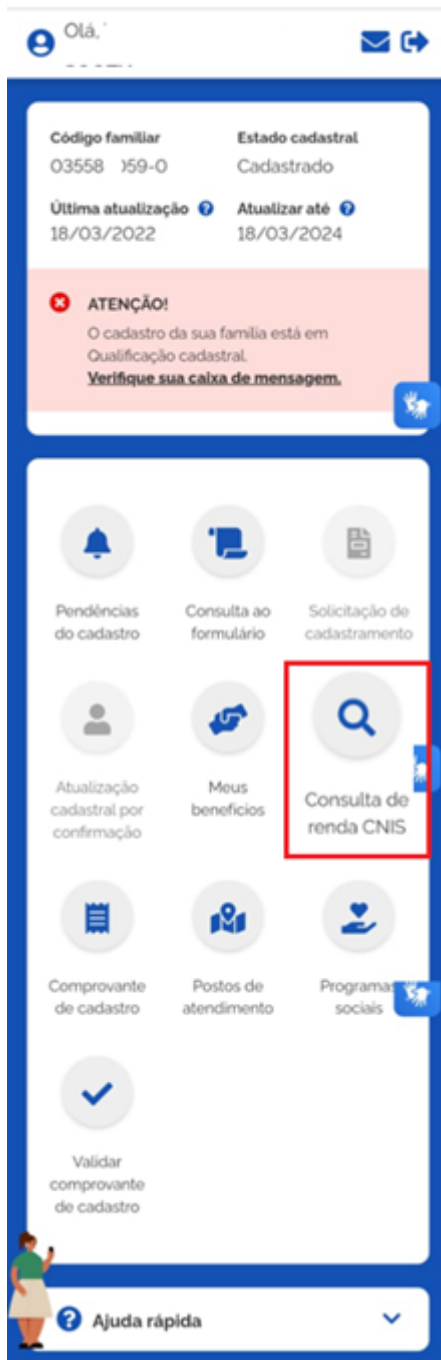 Olá,
Código familiar
03558 059-0
Estado cadastral
Cadastrado
Última atualização
18/03/2022
Atualizar até
18/03/2024
ATENÇÃO!
O cadastro da sua família está em
Qualificação cadastral.
Verifique sua caixa de mensagem.
Pendências
do cadastro
Consulta ao
formulário
Solicitação de
cadastramento
Atualização
cadastral por
confirmação
Meus
benefícios
Consulta de
renda CNIS
Comprovante
de cadastro
Postos de
atendimento
Programas
sociais
Validar
comprovante
de cadastro
Ajuda rápida